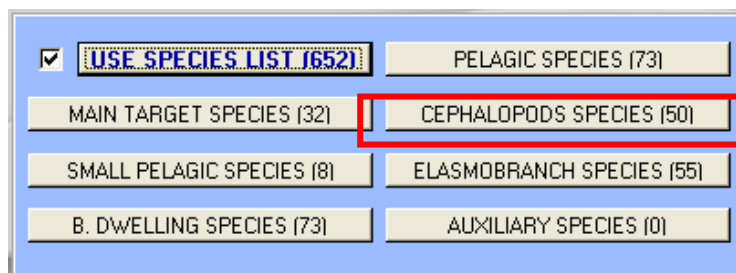 USE SPECIES LIST (652) PELAGIC SPECIES (73)
MAIN TARGET SPECIES (32) CEPHALOPODS SPECIES (50)
SMALL PELAGIC SPECIES (8) ELASMOBRANCH SPECIES (55)
B. DWELLING SPECIES (73) AUXILIARY SPECIES (0)